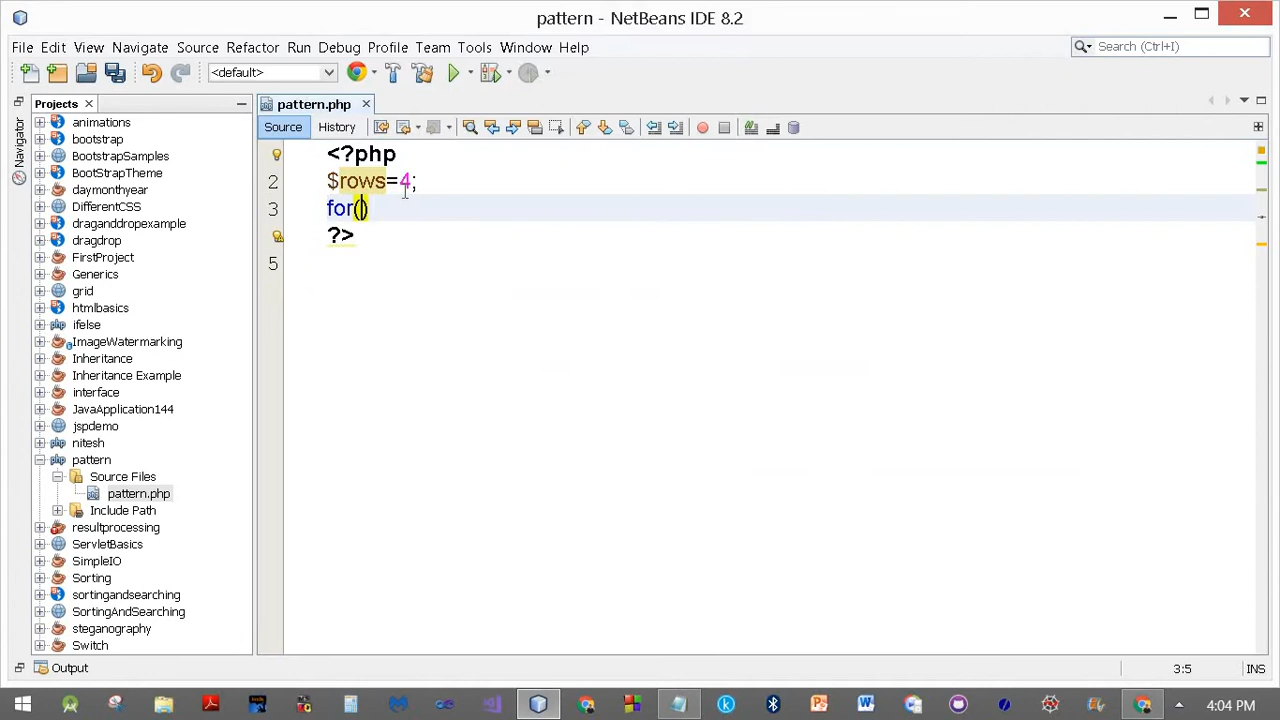 pattern - NetBeans IDE 8.2
File Edit View Navigate Source Refactor Run Debug Profile Team Tools Window Help
Search (Ctrl+I)
<default>
Projects
pattern.php
Navigator
Source History
animations
bootstrap
BootstrapSamples
BootStrapTheme
daymonthyear
DifferentCSS
draganddropexample
dragdrop
FirstProject
Generics
grid
htmlbasics
ifelse
ImageWatermarking
Inheritance
Inheritance Example
interface
JavaApplication144
jspdemo
nitesh
pattern
Source Files
pattern.php
Include Path
resultprocessing
ServletBasics
SimpleIO
Sorting
sortingandsearching
SortingAndSearching
steganography
Switch
<?php
2 $rows=4;
3 for()
?>
5
Output
3:5 INS
4:04 PM